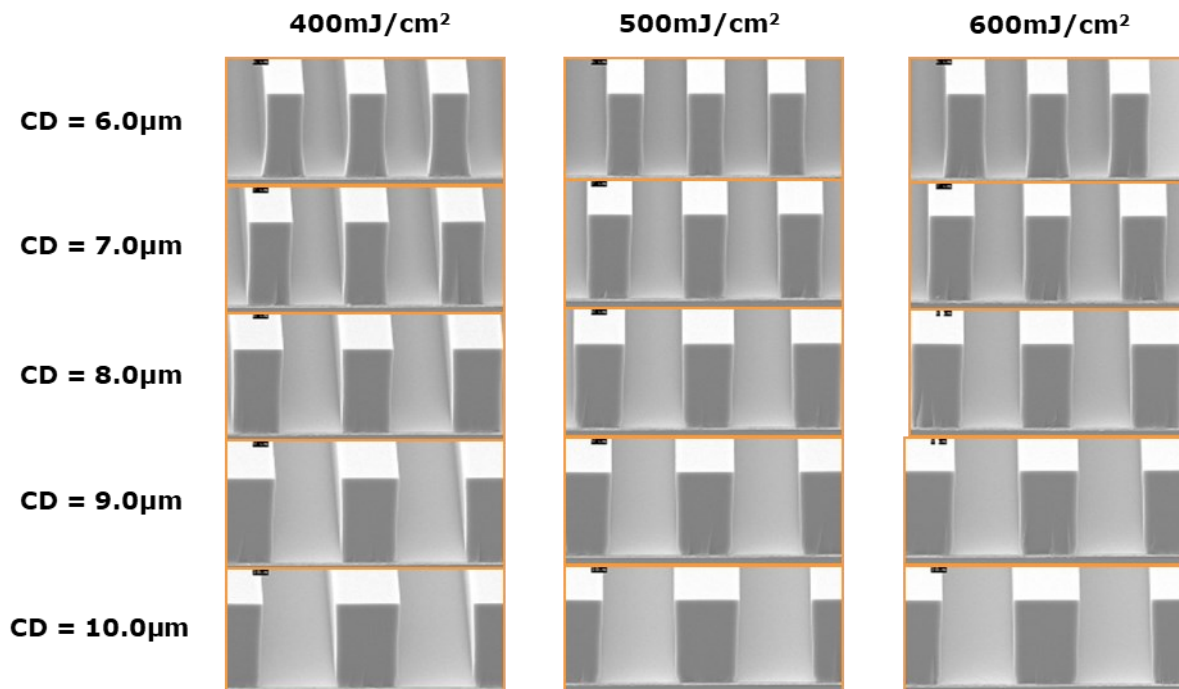 400mJ/cm² 500mJ/cm² 600mJ/cm²
CD = 6.0µm
CD = 7.0µm
CD = 8.0µm
CD = 9.0µm
CD = 10.0µm